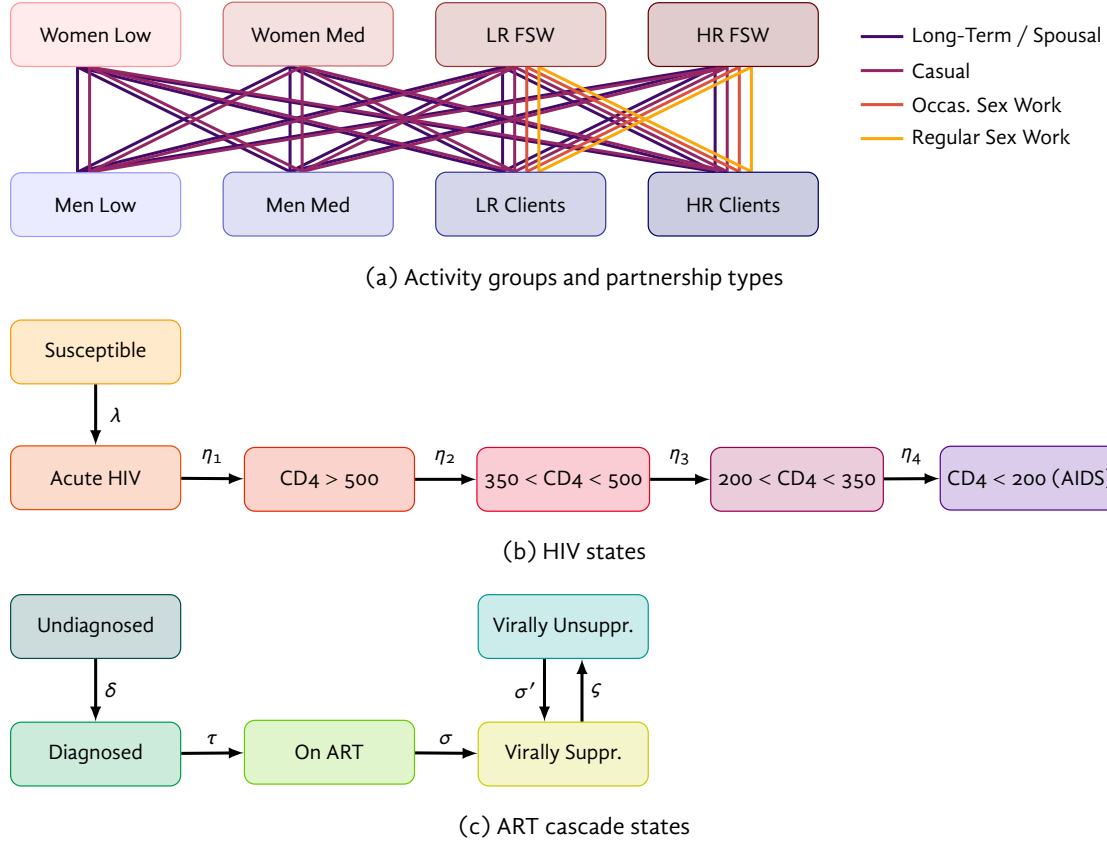 Women Low
Women Med
LR FSW
HR FSW
Long-Term / Spousal
Casual
Occas. Sex Work
Regular Sex Work
Men Low
Men Med
LR Clients
HR Clients
(a) Activity groups and partnership types
Susceptible
λ
Acute HIV
η1
CD4 > 500
η2
350 < CD4 < 500
η3
200 < CD4 < 350
η4
CD4 < 200 (AIDS)
(b) HIV states
Undiagnosed
Virally Unsuppr.
δ
σ′
ς
Diagnosed
τ
On ART
σ
Virally Suppr.
(c) ART cascade states